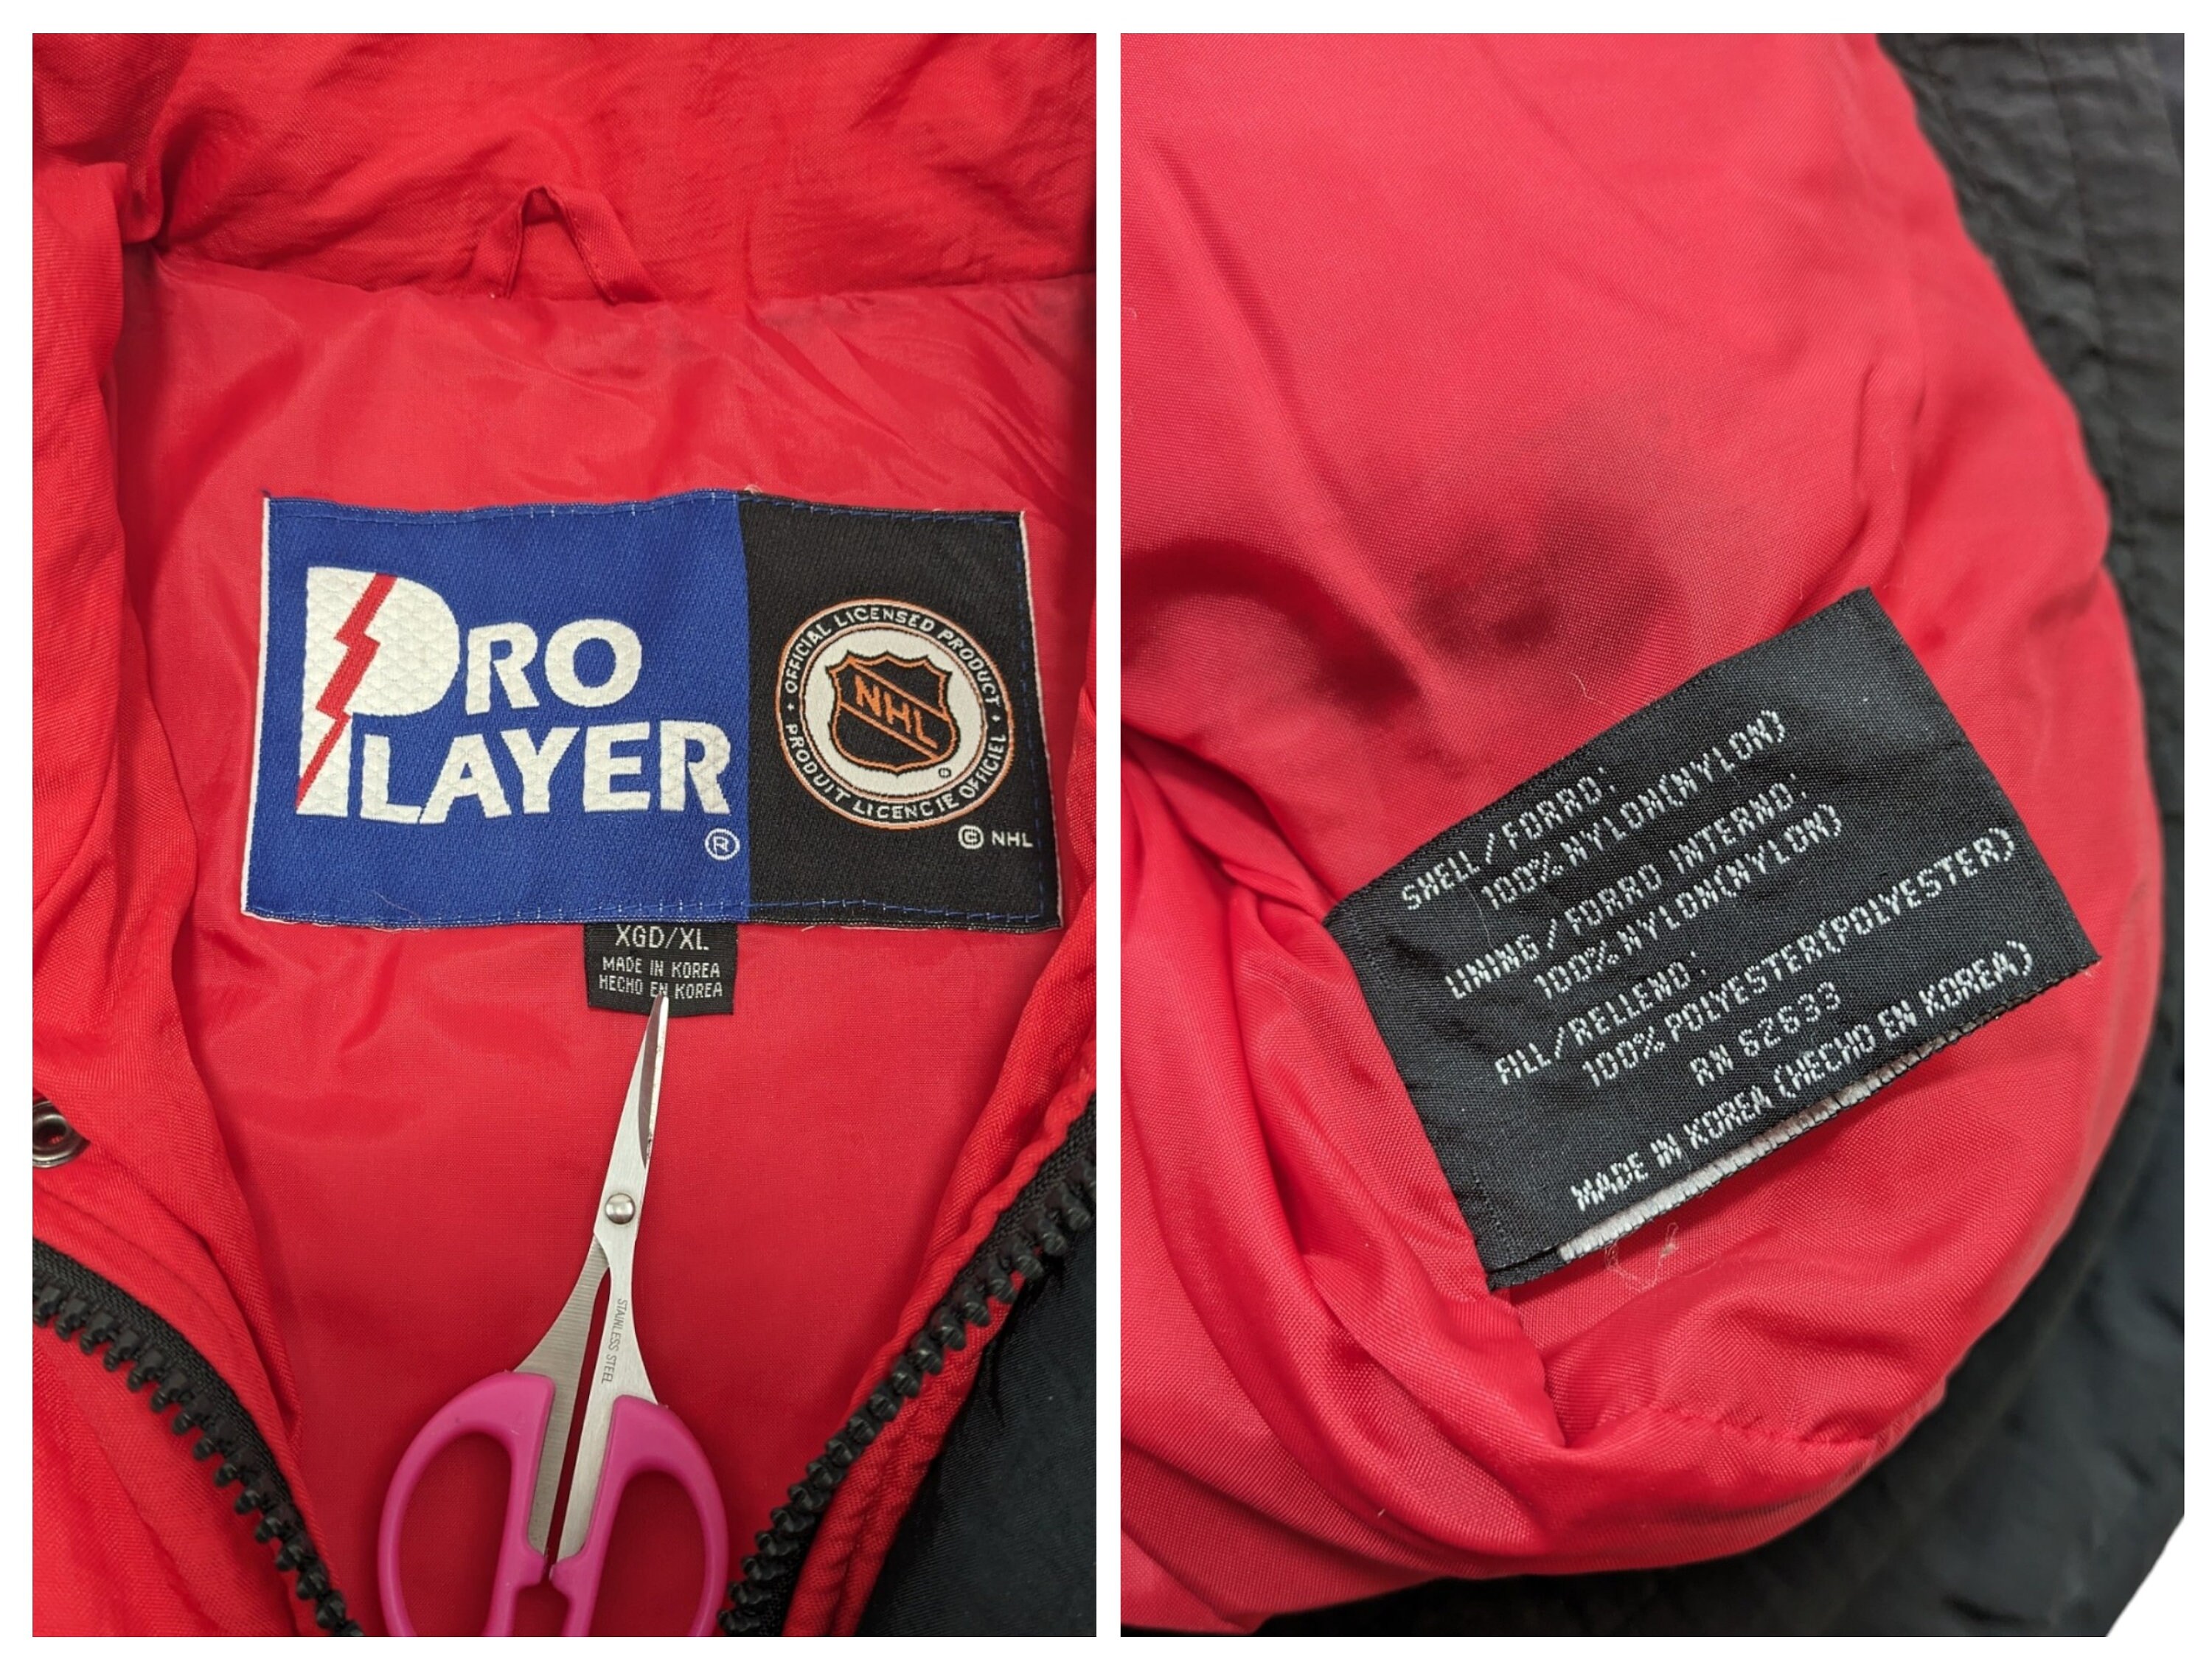 PRO
PLAYER
®
OFFICIAL LICENSED PRODUCT
NHL
PRODUIT LICENCIE OFFICIEL
© NHL
XGD/XL
MADE IN KOREA
HECHO EN KOREA
STAINLESS STEEL
SHELL/FORRO:
100% NYLON(NYLON)
LINING/FORRO INTERNO:
100% NYLON(NYLON)
FILL/RELLENO:
100% POLYESTER(POLYESTER)
RN 52633
MADE IN KOREA (HECHO EN KOREA)